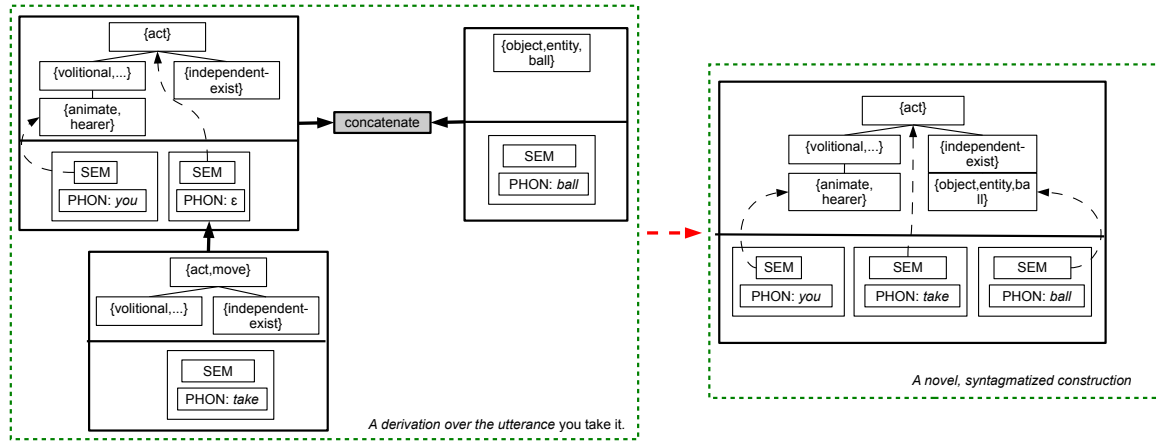 {act}
{volitional,...}
{independent-
exist}
{animate,
hearer}
SEM
PHON: you
SEM
PHON: ε
concatenate
{object,entity,
ball}
SEM
PHON: ball
{act,move}
{volitional,...}
{independent-
exist}
SEM
PHON: take
A derivation over the utterance you take it.
{act}
{volitional,...}
{independent-
exist}
{animate,
hearer}
{object,entity,ba
ll}
SEM
PHON: you
SEM
PHON: take
SEM
PHON: ball
A novel, syntagmatized construction